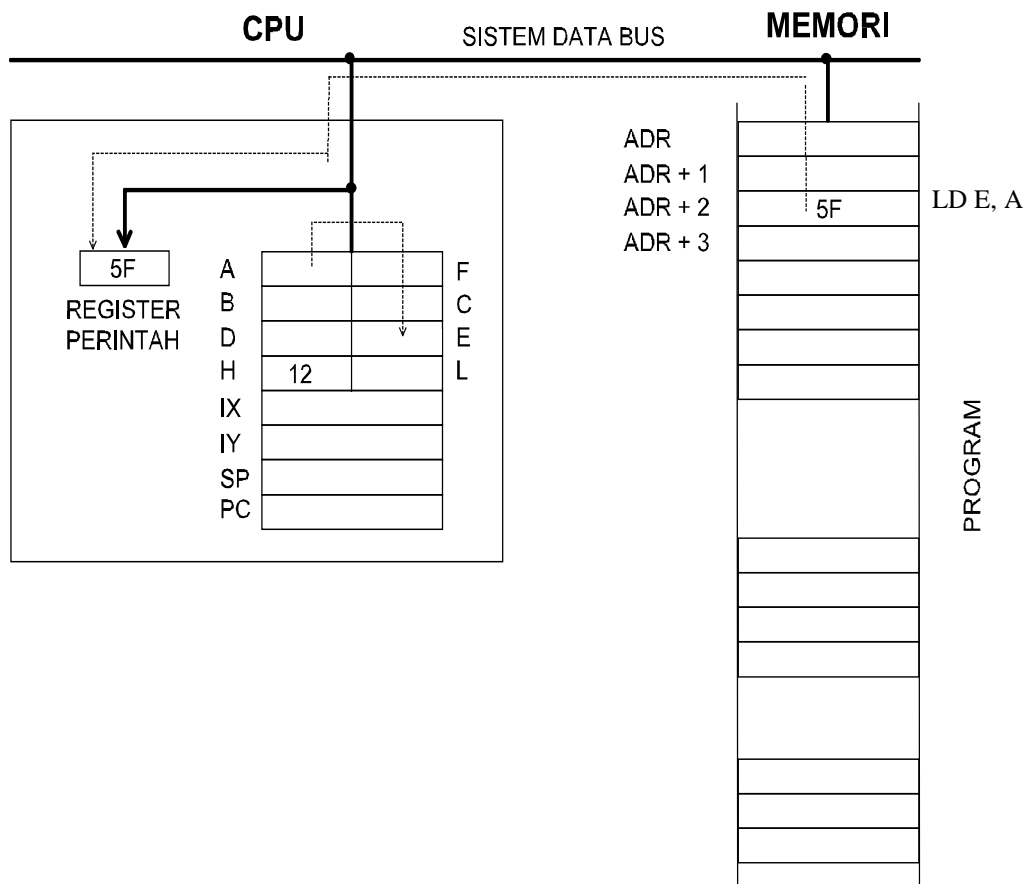 CPU
SISTEM DATA BUS
MEMORI
ADR
ADR + 1
ADR + 2
5F
LD E, A
ADR + 3
5F
REGISTER
PERINTAH
A
F
B
C
D
E
H
12
L
IX
IY
SP
PC
PROGRAM